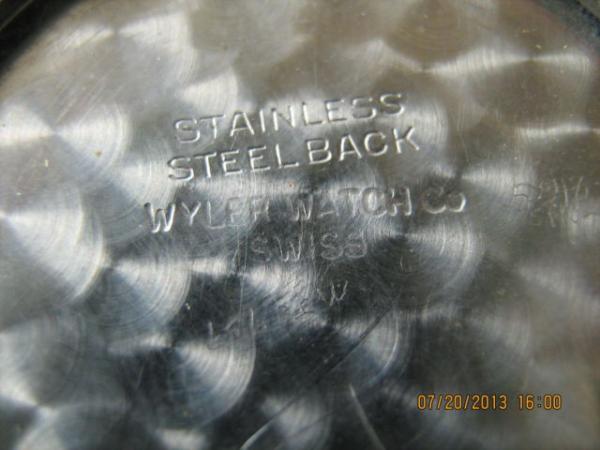 STAINLESS
STEEL BACK
WYLER WATCH Co
SWISS
07/20/2013 16:00